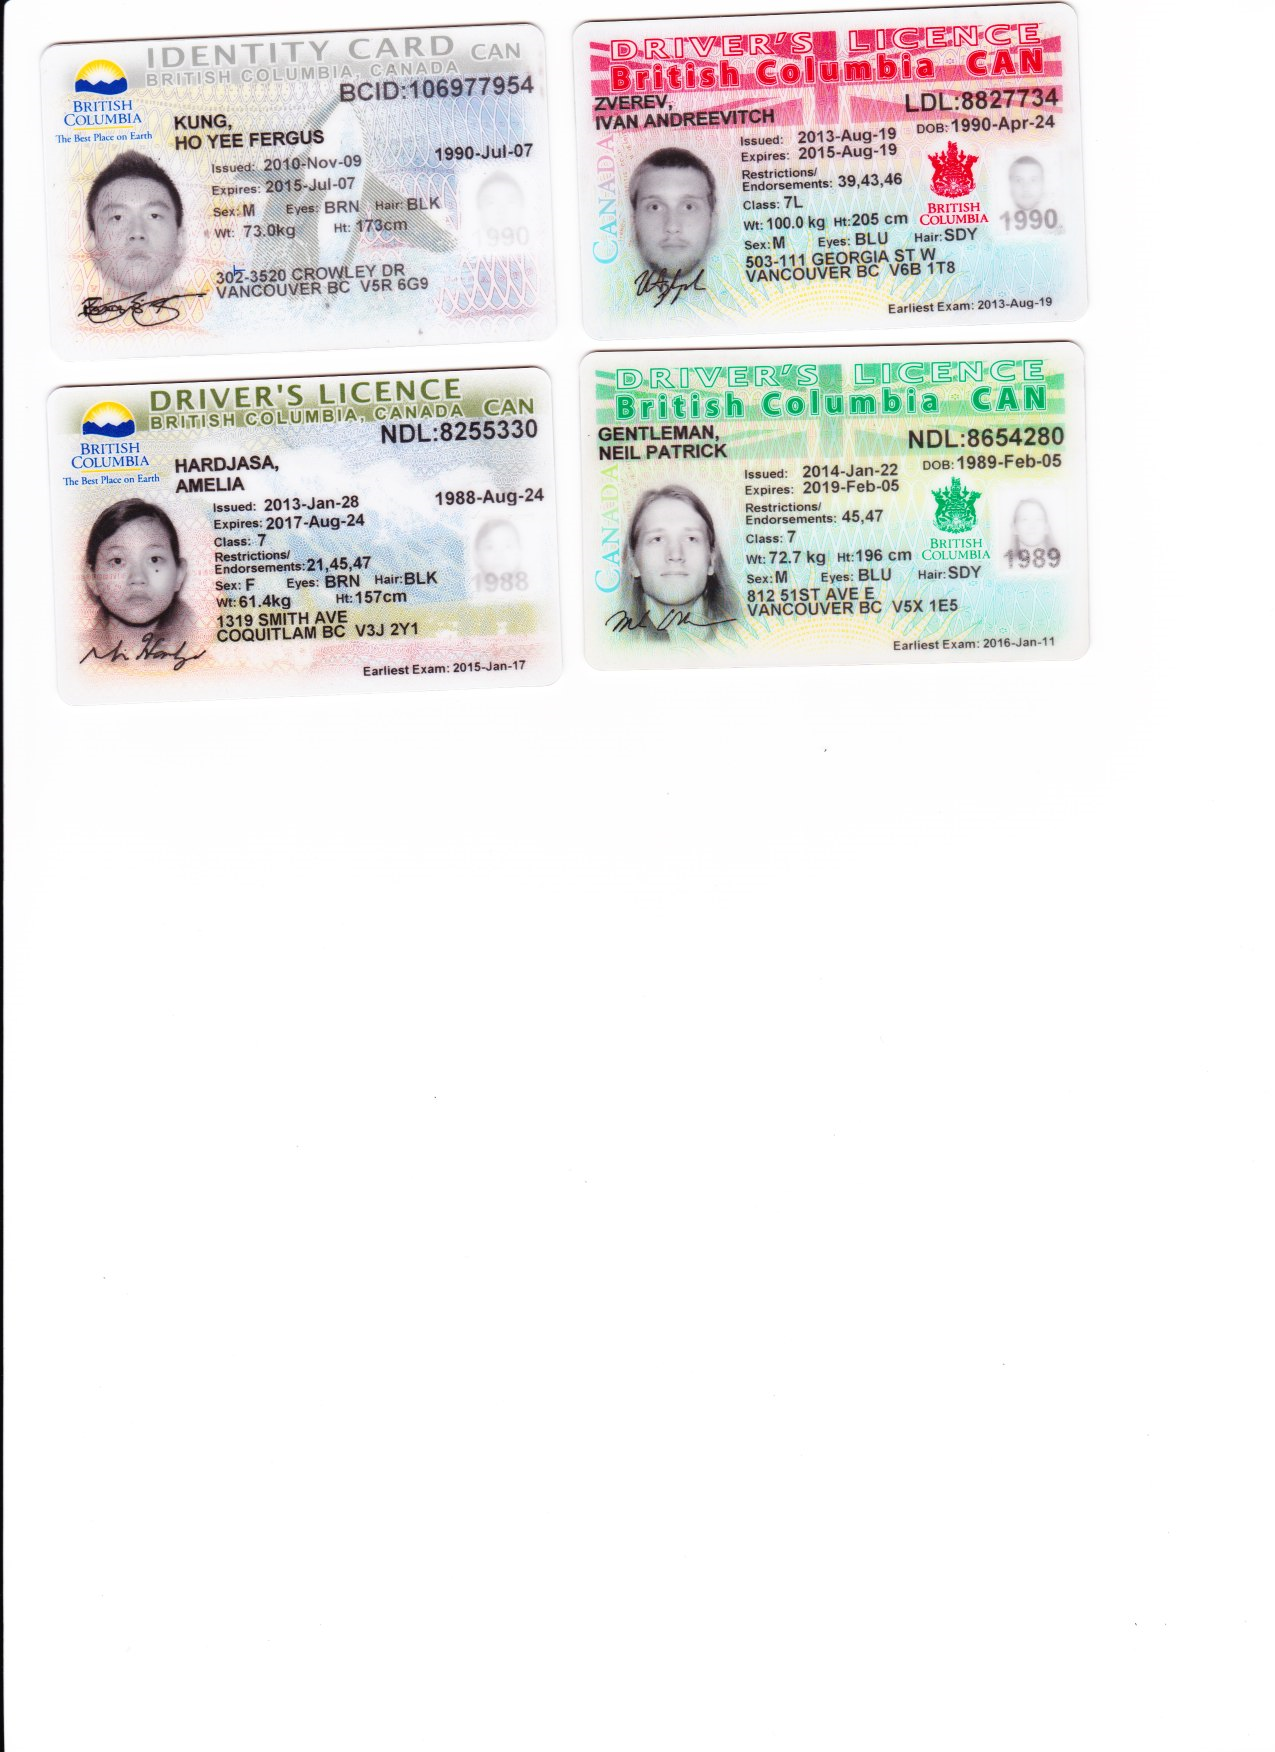 IDENTITY CARD CAN
BRITISH COLUMBIA, CANADA
BCID:106977954
BRITISH
COLUMBIA
The Best Place on Earth
KUNG,
HO YEE FERGUS
Issued: 2010-Nov-09
1990-Jul-07
Expires: 2015-Jul-07
Sex: M Eyes: BRN Hair: BLK
Wt: 73.0kg Ht: 173cm
1990
302-3520 CROWLEY DR
VANCOUVER BC V5R 6G9
DRIVER'S LICENCE
British Columbia CAN
ZVEREV,
IVAN ANDREEVITCH
LDL:8827734
CANADA
Issued: 2013-Aug-19
DOB: 1990-Apr-24
Expires: 2015-Aug-19
Restrictions/
Endorsements: 39,43,46
Class: 7L
BRITISH
COLUMBIA
1990
Wt: 100.0 kg Ht: 205 cm
Sex: M Eyes: BLU Hair: SDY
503-111 GEORGIA ST W
VANCOUVER BC V6B 1T8
Earliest Exam: 2013-Aug-19
DRIVER'S LICENCE
BRITISH COLUMBIA, CANADA CAN
NDL:8255330
BRITISH
COLUMBIA
The Best Place on Earth
HARDJASA,
AMELIA
Issued: 2013-Jan-28
1988-Aug-24
Expires: 2017-Aug-24
Class: 7
Restrictions/
Endorsements: 21,45,47
Sex: F Eyes: BRN Hair: BLK
Wt: 61.4kg Ht: 157cm
1988
1319 SMITH AVE
COQUITLAM BC V3J 2Y1
Earliest Exam: 2015-Jan-17
DRIVER'S LICENCE
British Columbia CAN
GENTLEMAN,
NEIL PATRICK
NDL:8654280
CANADA
Issued: 2014-Jan-22
DOB: 1989-Feb-05
Expires: 2019-Feb-05
Restrictions/
Endorsements: 45,47
Class: 7
BRITISH
COLUMBIA
1989
Wt: 72.7 kg Ht: 196 cm
Sex: M Eyes: BLU Hair: SDY
812 51ST AVE E
VANCOUVER BC V5X 1E5
Earliest Exam: 2016-Jan-11